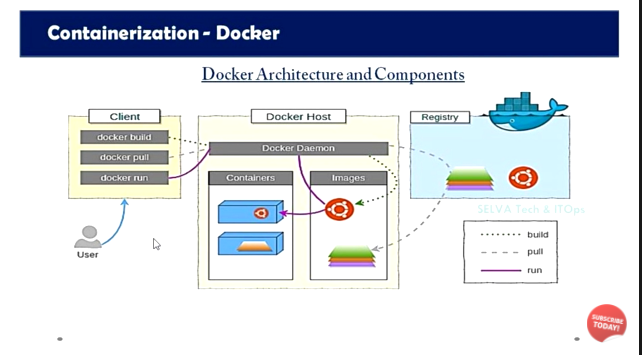 Containerization - Docker
Docker Architecture and Components
Client
Docker Host
Registry
docker build
docker pull
docker run
Docker Daemon
Containers
Images
User
SELVA Tech & ITOps
build
pull
run
SUBSCRIBE
TODAY!